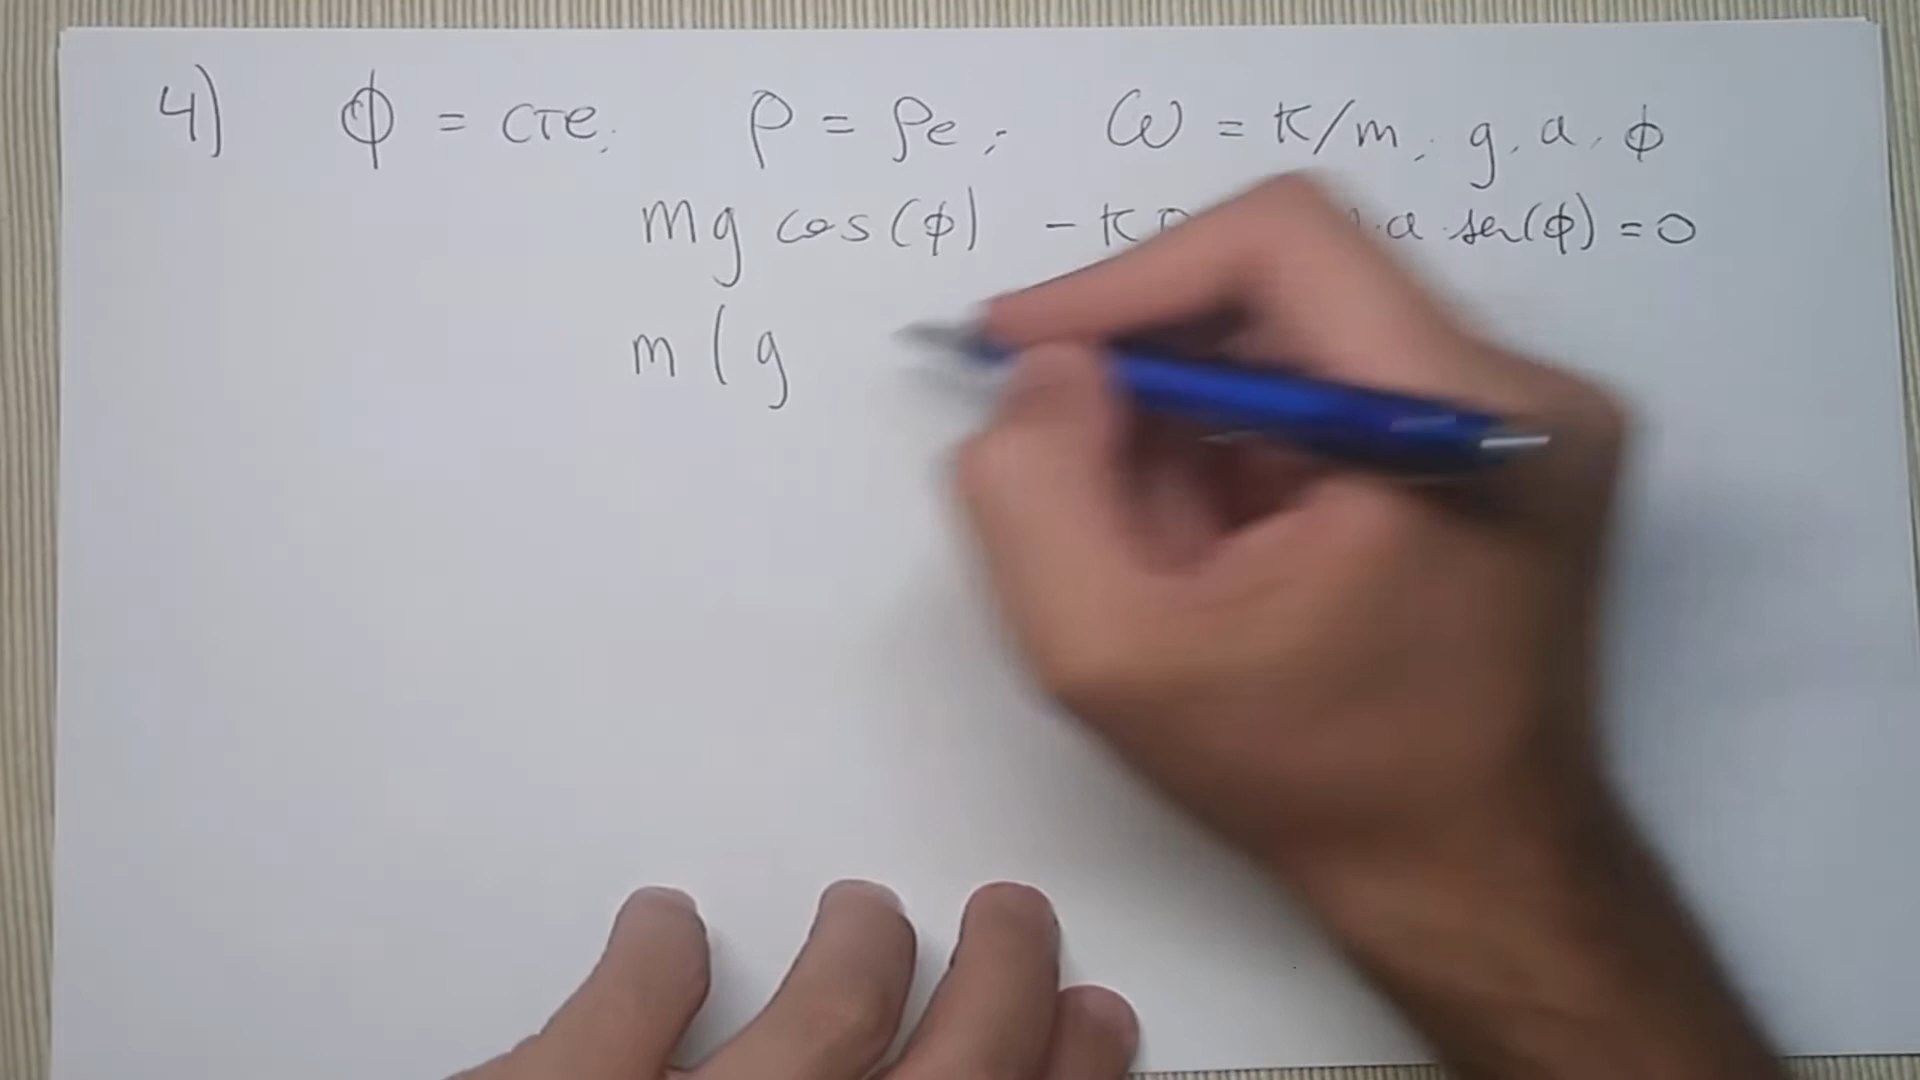 4) ϕ = cte. ρ = ρe; ω = K/m, g, a, ϕ
mg cos(ϕ) - K .a.sen(ϕ) = 0
m (g